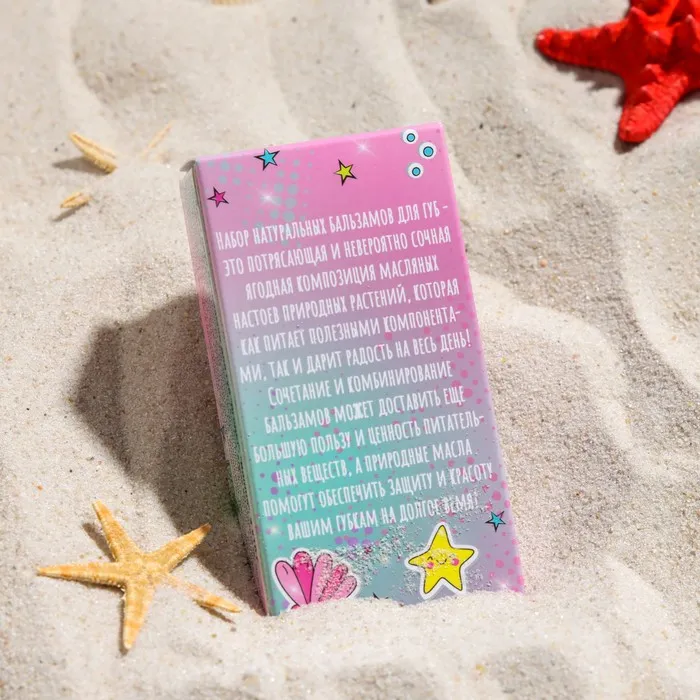 Набор натуральных бальзамов для губ –
это потрясающая и невероятно сочная
ягодная композиция масляных
настоев природных растений, которая
как питает полезными компонента-
ми, так и дарит радость на весь день!
Сочетание и комбинирование
бальзамов может доставить еще
большую пользу и ценность питатель-
ных веществ, а природные масла
помогут обеспечить защиту и красоту
вашим губкам на долгое вемя!